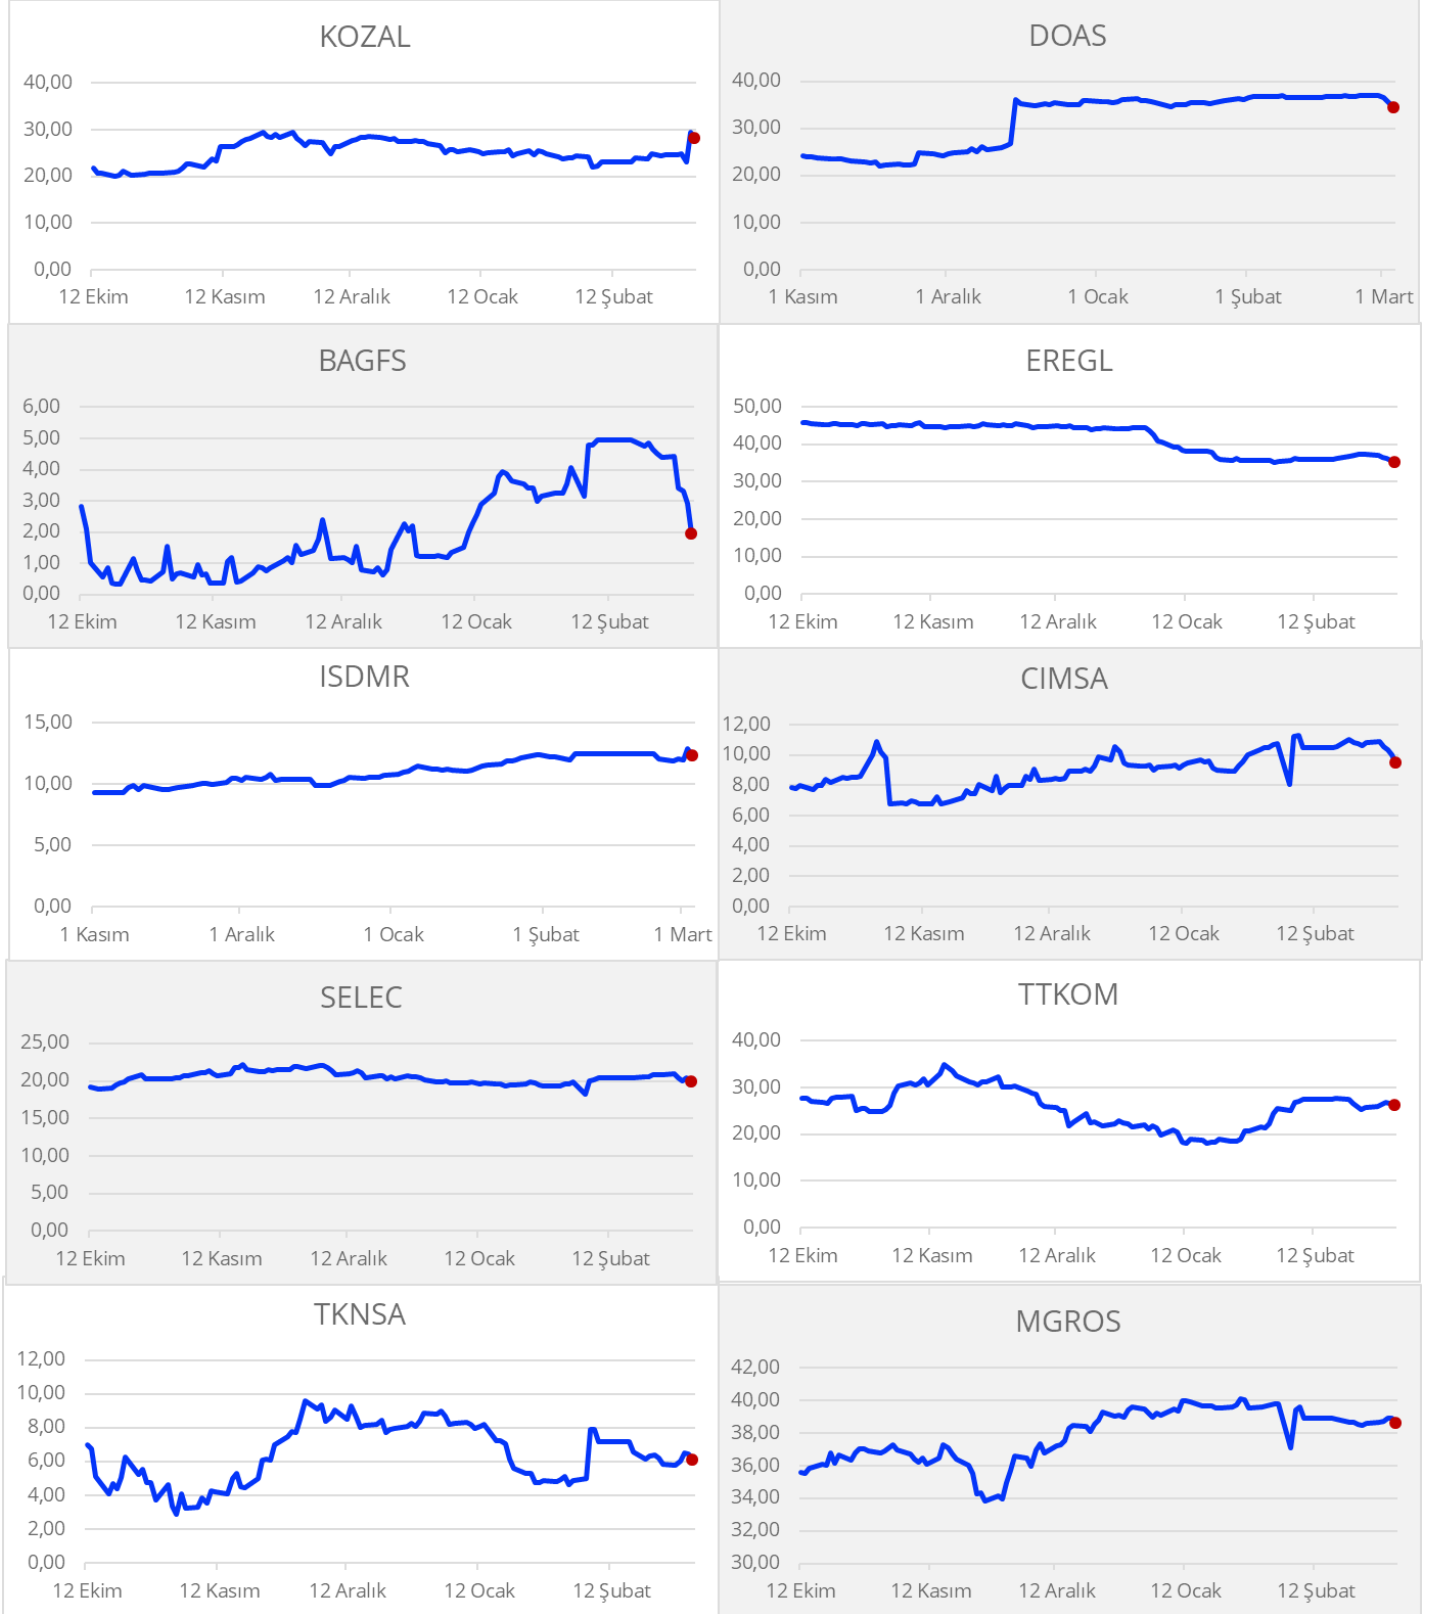 KOZAL
40,00
30,00
20,00
10,00
0,00
12 Ekim 12 Kasım 12 Aralık 12 Ocak 12 Şubat
DOAS
40,00
30,00
20,00
10,00
0,00
1 Kasım 1 Aralık 1 Ocak 1 Şubat 1 Mart
BAGFS
6,00
5,00
4,00
3,00
2,00
1,00
0,00
12 Ekim 12 Kasım 12 Aralık 12 Ocak 12 Şubat
EREGL
50,00
40,00
30,00
20,00
10,00
0,00
12 Ekim 12 Kasım 12 Aralık 12 Ocak 12 Şubat
ISDMR
15,00
10,00
5,00
0,00
1 Kasım 1 Aralık 1 Ocak 1 Şubat 1 Mart
CIMSA
12,00
10,00
8,00
6,00
4,00
2,00
0,00
12 Ekim 12 Kasım 12 Aralık 12 Ocak 12 Şubat
SELEC
25,00
20,00
15,00
10,00
5,00
0,00
12 Ekim 12 Kasım 12 Aralık 12 Ocak 12 Şubat
TTKOM
40,00
30,00
20,00
10,00
0,00
12 Ekim 12 Kasım 12 Aralık 12 Ocak 12 Şubat
TKNSA
12,00
10,00
8,00
6,00
4,00
2,00
0,00
12 Ekim 12 Kasım 12 Aralık 12 Ocak 12 Şubat
MGROS
42,00
40,00
38,00
36,00
34,00
32,00
30,00
12 Ekim 12 Kasım 12 Aralık 12 Ocak 12 Şubat